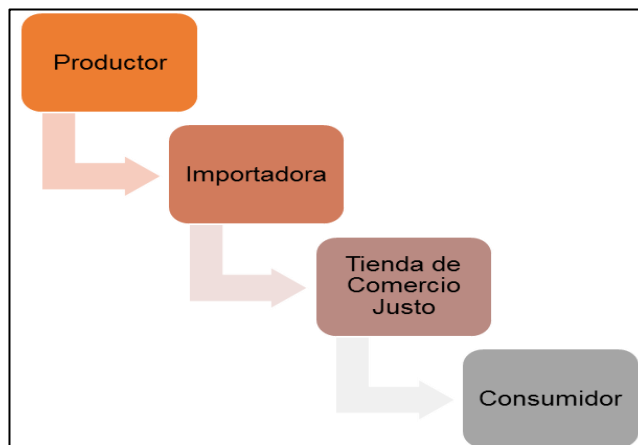 Productor
Importadora
Tienda de
Comercio
Justo
Consumidor